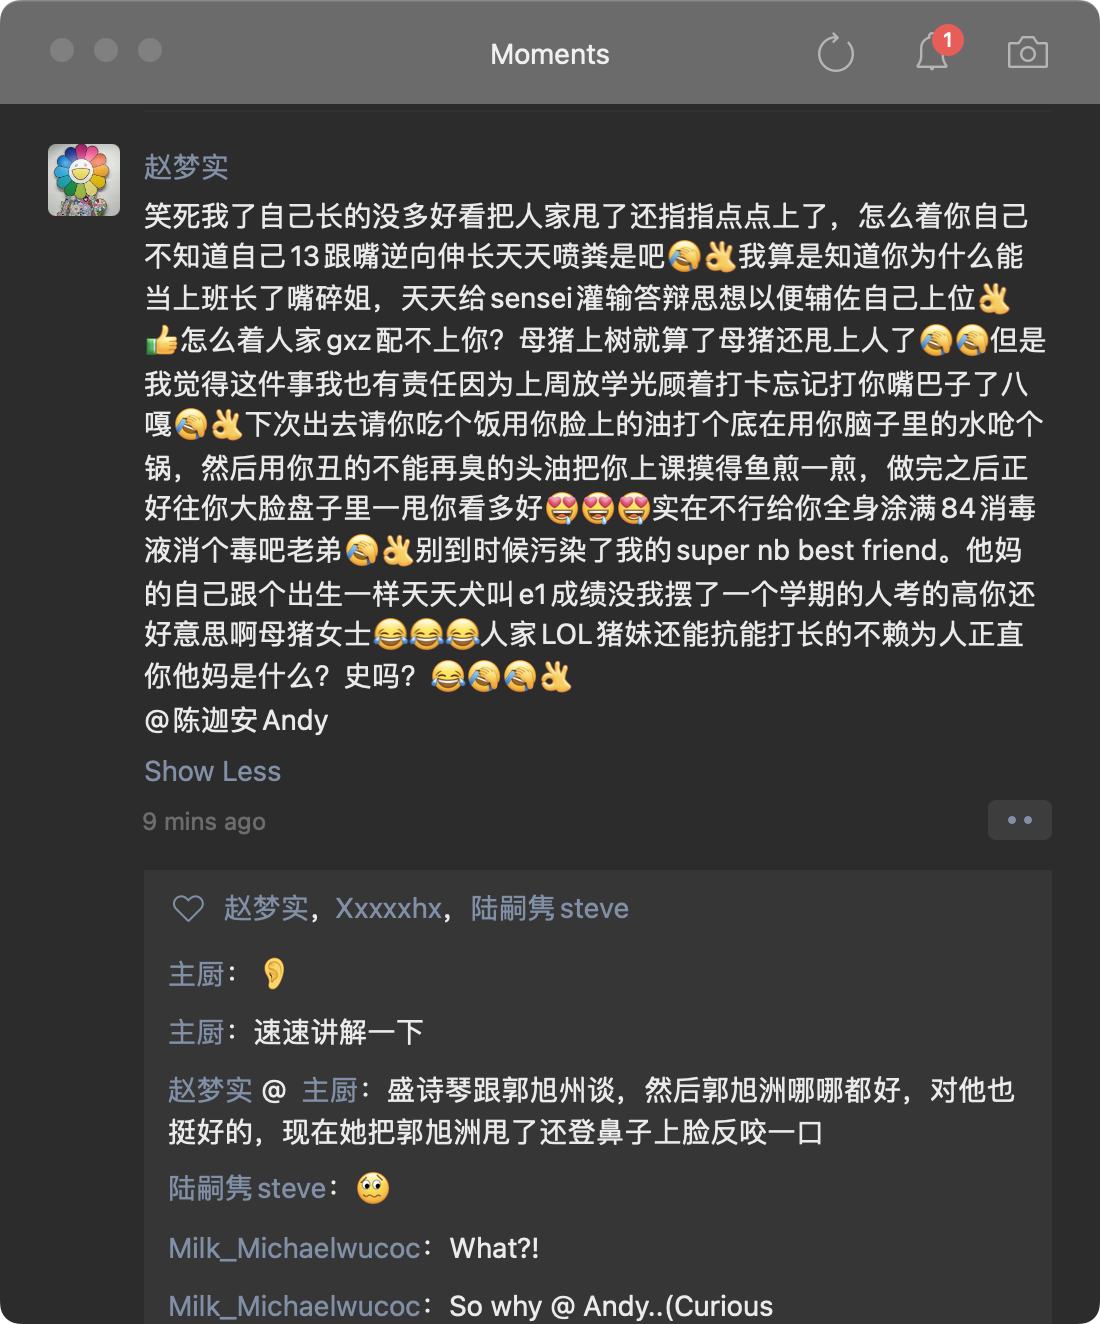 Moments
1
赵梦实
笑死我了自己长的没多好看把人家甩了还指指点点上了，怎么着你自己
不知道自己13跟嘴逆向伸长天天喷粪是吧🤣👌我算是知道你为什么能
当上班长了嘴碎姐，天天给sensei灌输答辩思想以便辅佐自己上位👌
👍怎么着人家gxz配不上你？母猪上树就算了母猪还甩上人了🤣🤣但是
我觉得这件事我也有责任因为上周放学光顾着打卡忘记打你嘴巴子了八
嘎🤣👌下次出去请你吃个饭用你脸上的油打个底在用你脑子里的水呛个
锅，然后用你丑的不能再臭的头油把你上课摸得鱼煎一煎，做完之后正
好往你大脸盘子里一甩你看多好😍😍😍实在不行给你全身涂满84消毒
液消个毒吧老弟🤣👌别到时候污染了我的super nb best friend。他妈
的自己跟个出生一样天天犬叫e1成绩没我摆了一个学期的人考的高你还
好意思啊母猪女士😂😂😂人家LOL猪妹还能抗能打长的不赖为人正直
你他妈是什么？史吗？😂🤣🤣👌
@陈迦安Andy
Show Less
9 mins ago
赵梦实，Xxxxxhx，陆嗣隽steve
主厨：👂
主厨：速速讲解一下
赵梦实 @ 主厨：盛诗琴跟郭旭州谈，然后郭旭洲哪哪都好，对他也
挺好的，现在她把郭旭洲甩了还登鼻子上脸反咬一口
陆嗣隽steve：🥴
Milk_Michaelwucoc：What?!
Milk_Michaelwucoc：So why @ Andy..(Curious